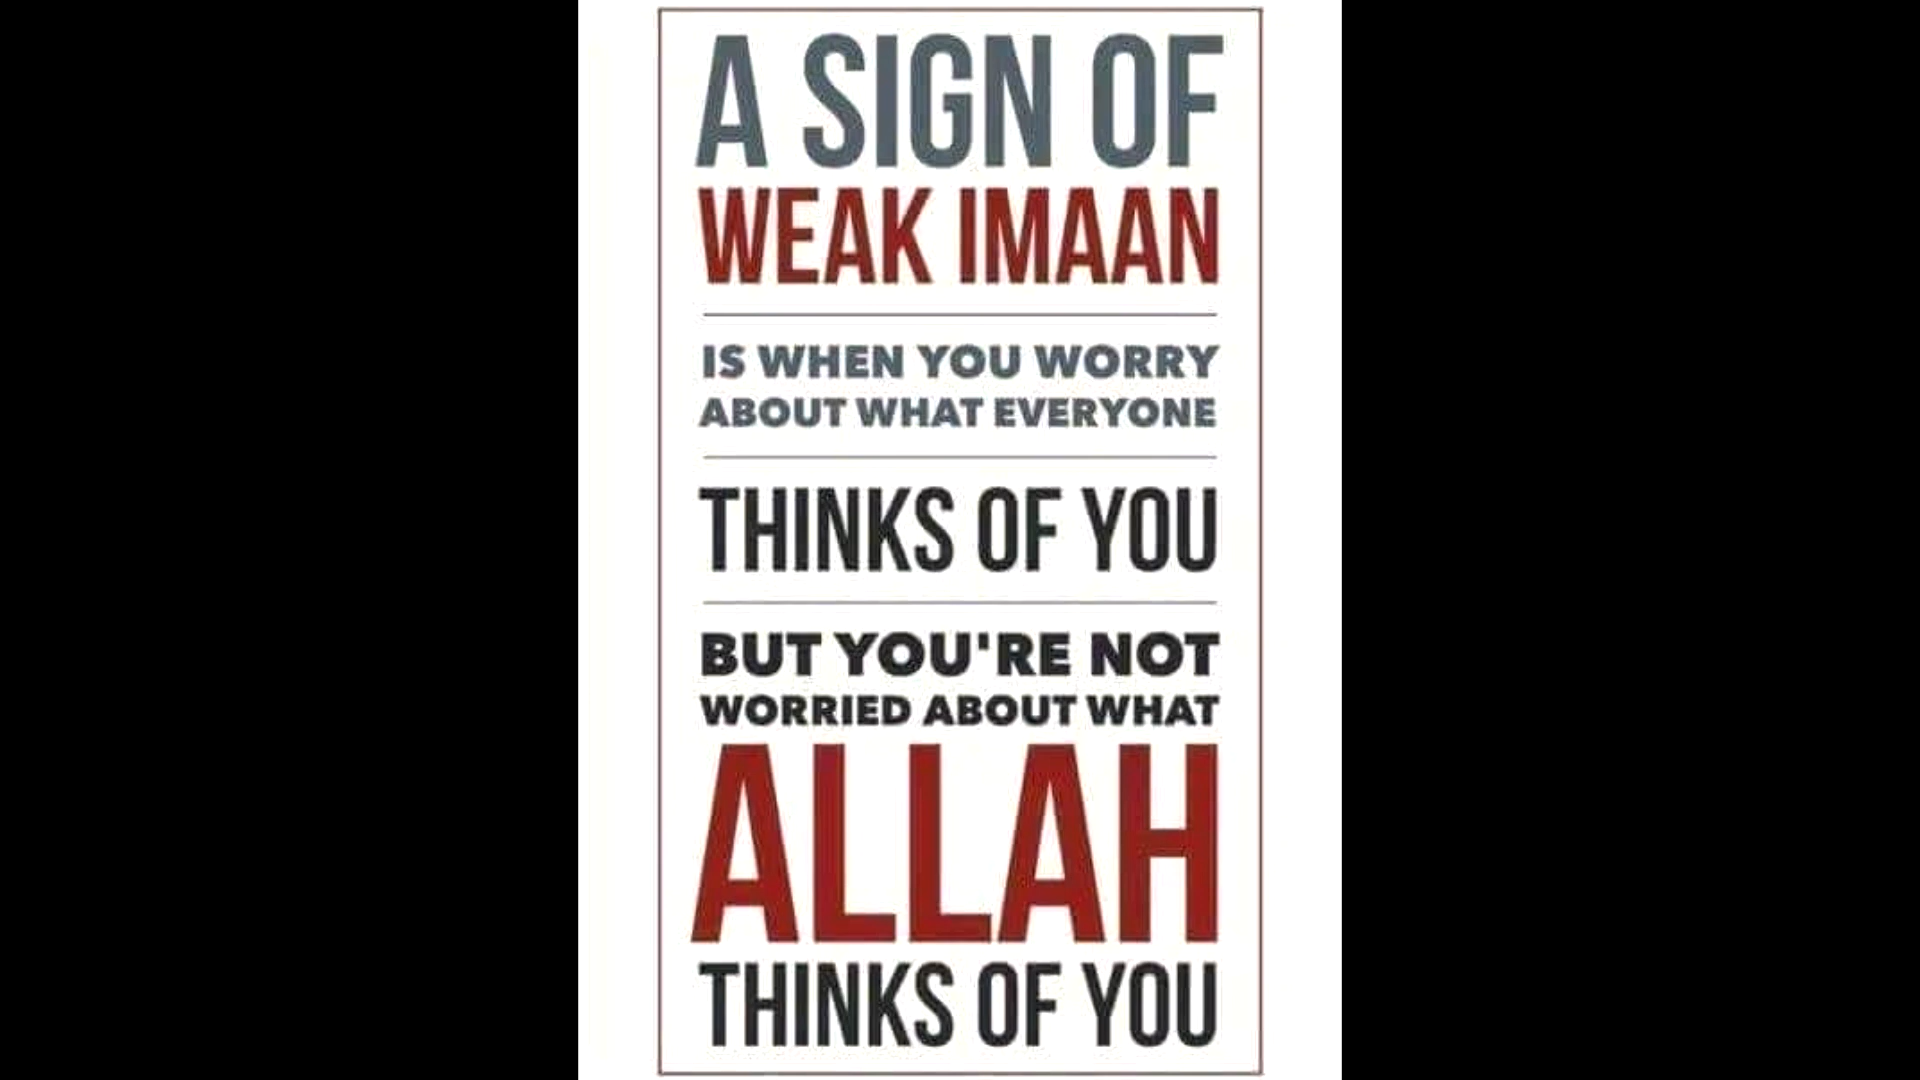 A SIGN OF
WEAK IMAAN
IS WHEN YOU WORRY
ABOUT WHAT EVERYONE
THINKS OF YOU
BUT YOU'RE NOT
WORRIED ABOUT WHAT
ALLAH
THINKS OF YOU